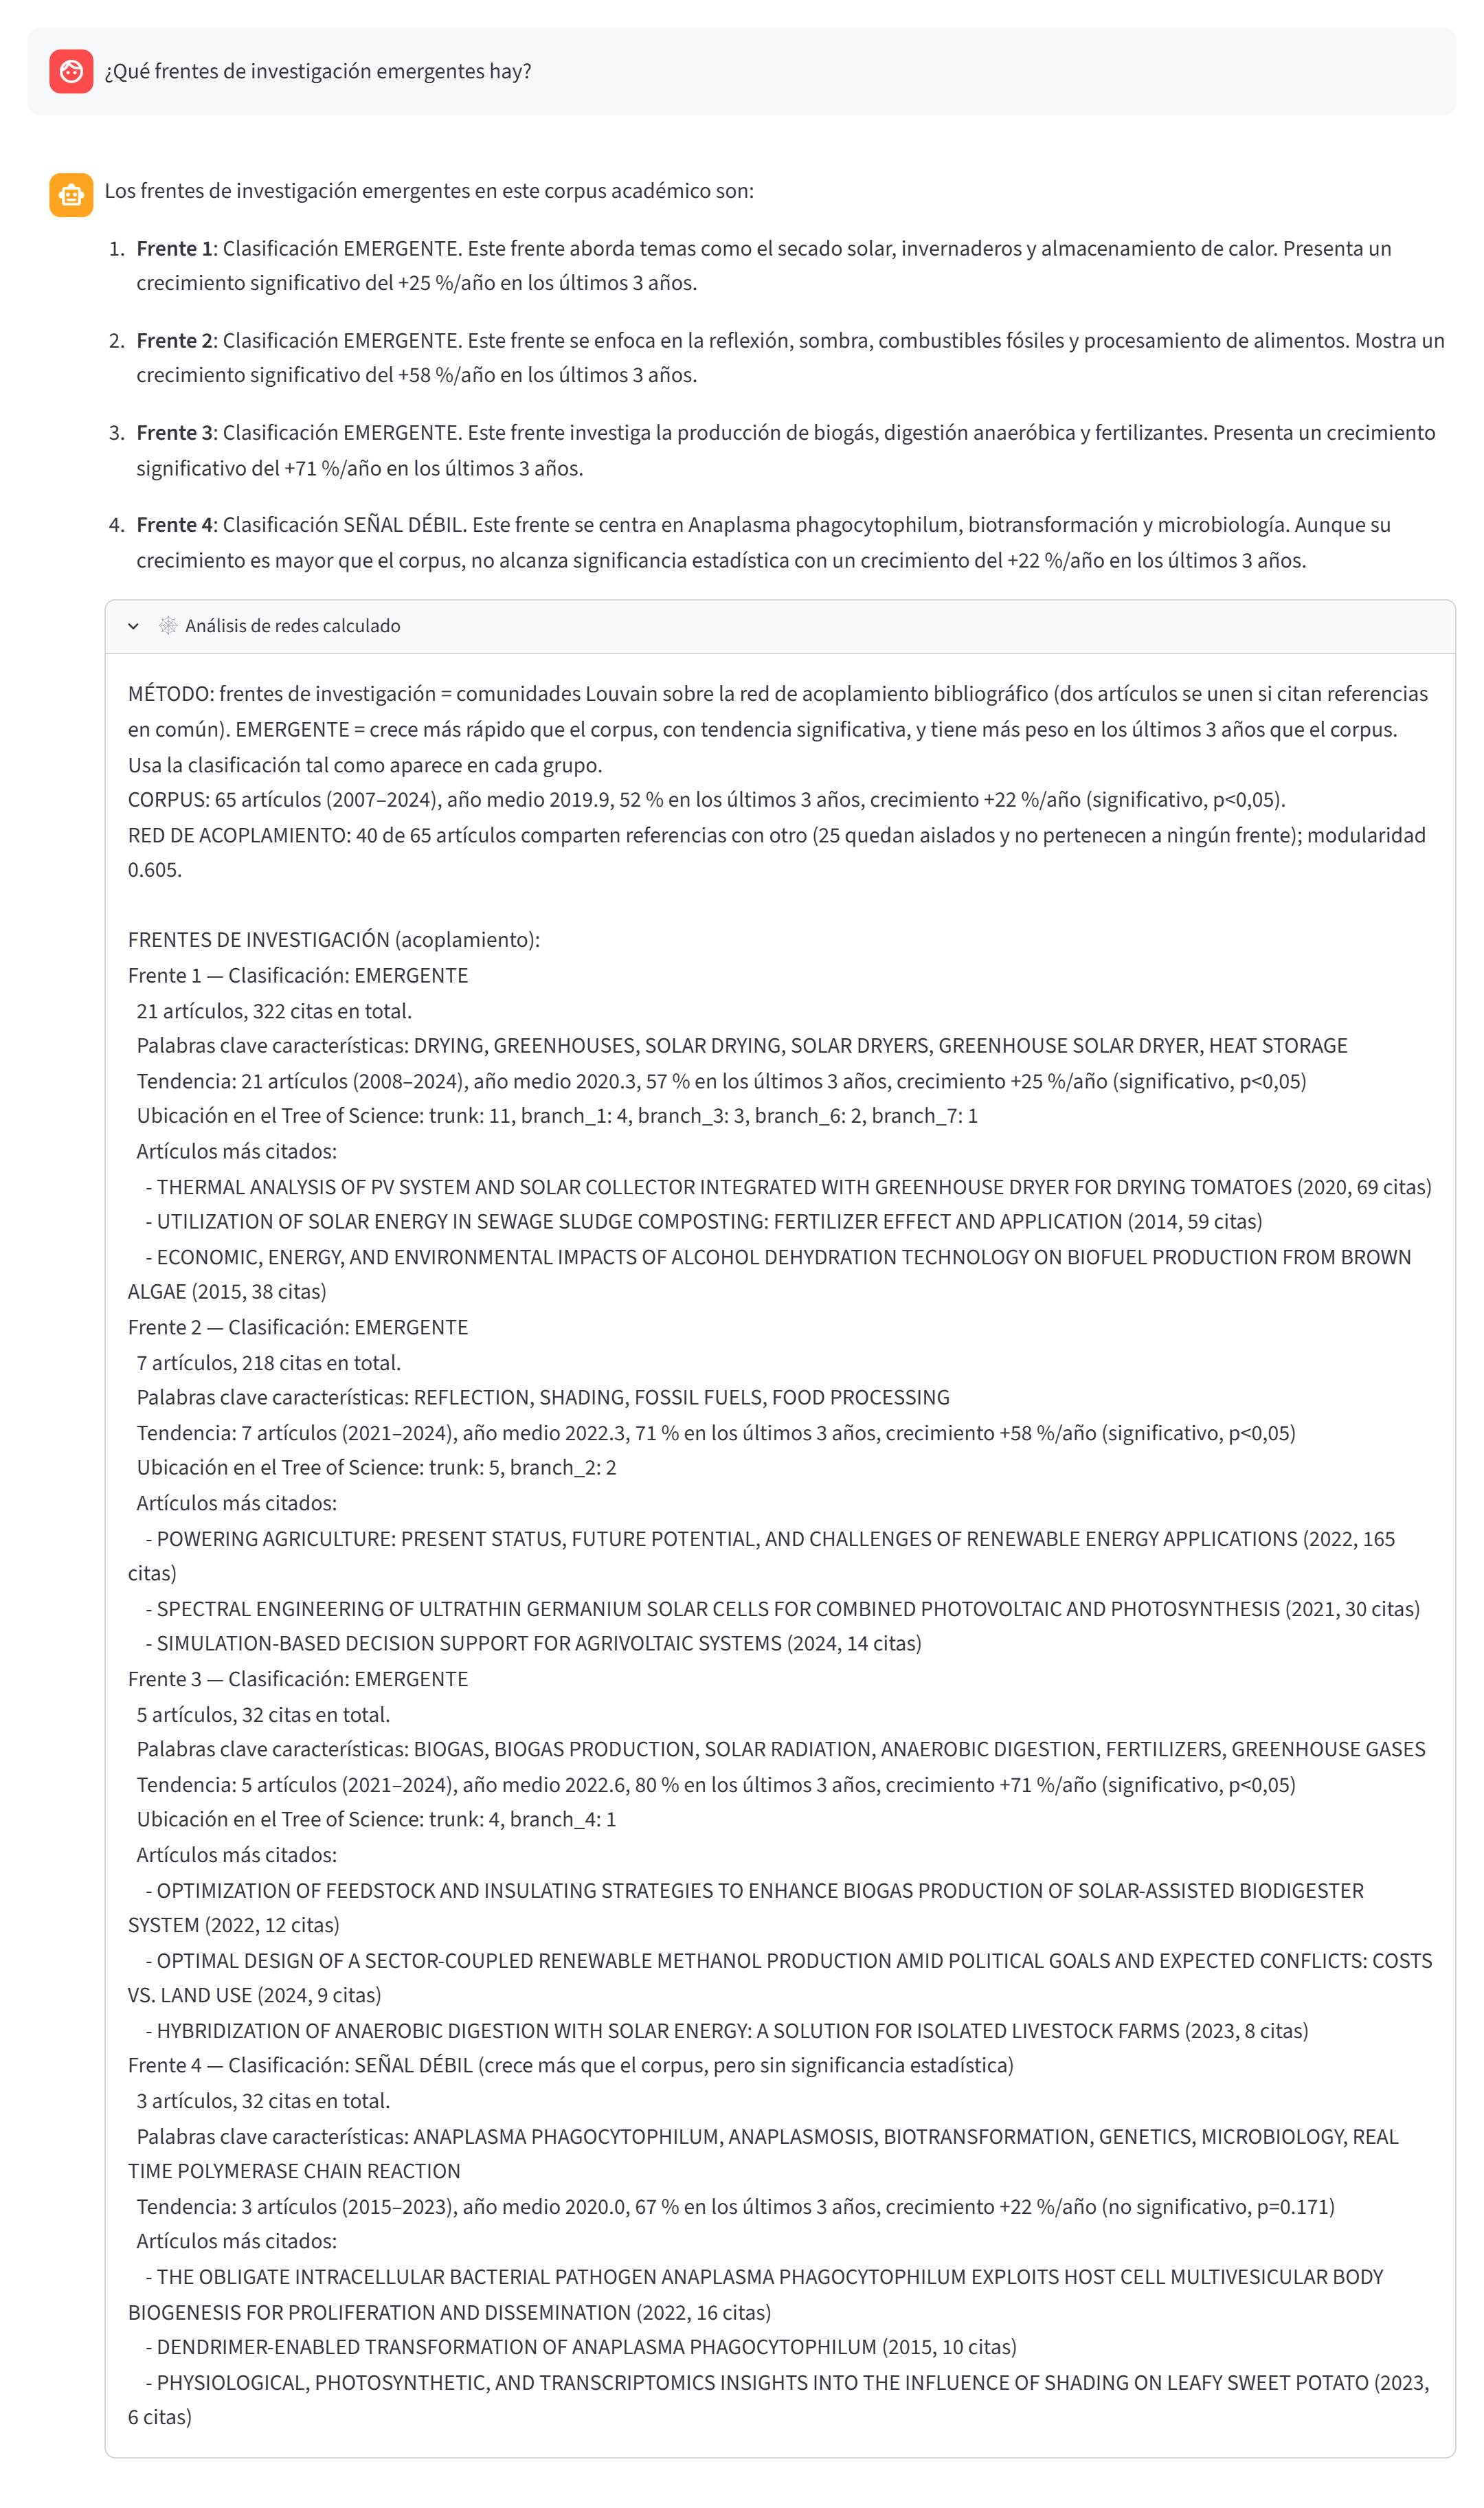 ¿Qué frentes de investigación emergentes hay?
Los frentes de investigación emergentes en este corpus académico son:
1. Frente 1: Clasificación EMERGENTE. Este frente aborda temas como el secado solar, invernaderos y almacenamiento de calor. Presenta un
crecimiento significativo del +25 %/año en los últimos 3 años.
2. Frente 2: Clasificación EMERGENTE. Este frente se enfoca en la reflexión, sombra, combustibles fósiles y procesamiento de alimentos. Mostra un
crecimiento significativo del +58 %/año en los últimos 3 años.
3. Frente 3: Clasificación EMERGENTE. Este frente investiga la producción de biogás, digestión anaeróbica y fertilizantes. Presenta un crecimiento
significativo del +71 %/año en los últimos 3 años.
4. Frente 4: Clasificación SEÑAL DÉBIL. Este frente se centra en Anaplasma phagocytophilum, biotransformación y microbiología. Aunque su
crecimiento es mayor que el corpus, no alcanza significancia estadística con un crecimiento del +22 %/año en los últimos 3 años.
Análisis de redes calculado
MÉTODO: frentes de investigación = comunidades Louvain sobre la red de acoplamiento bibliográfico (dos artículos se unen si citan referencias
en común). EMERGENTE = crece más rápido que el corpus, con tendencia significativa, y tiene más peso en los últimos 3 años que el corpus.
Usa la clasificación tal como aparece en cada grupo.
CORPUS: 65 artículos (2007–2024), año medio 2019.9, 52 % en los últimos 3 años, crecimiento +22 %/año (significativo, p<0,05).
RED DE ACOPLAMIENTO: 40 de 65 artículos comparten referencias con otro (25 quedan aislados y no pertenecen a ningún frente); modularidad
0.605.
FRENTES DE INVESTIGACIÓN (acoplamiento):
Frente 1 — Clasificación: EMERGENTE
21 artículos, 322 citas en total.
Palabras clave características: DRYING, GREENHOUSES, SOLAR DRYING, SOLAR DRYERS, GREENHOUSE SOLAR DRYER, HEAT STORAGE
Tendencia: 21 artículos (2008–2024), año medio 2020.3, 57 % en los últimos 3 años, crecimiento +25 %/año (significativo, p<0,05)
Ubicación en el Tree of Science: trunk: 11, branch_1: 4, branch_3: 3, branch_6: 2, branch_7: 1
Artículos más citados:
- THERMAL ANALYSIS OF PV SYSTEM AND SOLAR COLLECTOR INTEGRATED WITH GREENHOUSE DRYER FOR DRYING TOMATOES (2020, 69 citas)
- UTILIZATION OF SOLAR ENERGY IN SEWAGE SLUDGE COMPOSTING: FERTILIZER EFFECT AND APPLICATION (2014, 59 citas)
- ECONOMIC, ENERGY, AND ENVIRONMENTAL IMPACTS OF ALCOHOL DEHYDRATION TECHNOLOGY ON BIOFUEL PRODUCTION FROM BROWN
ALGAE (2015, 38 citas)
Frente 2 — Clasificación: EMERGENTE
7 artículos, 218 citas en total.
Palabras clave características: REFLECTION, SHADING, FOSSIL FUELS, FOOD PROCESSING
Tendencia: 7 artículos (2021–2024), año medio 2022.3, 71 % en los últimos 3 años, crecimiento +58 %/año (significativo, p<0,05)
Ubicación en el Tree of Science: trunk: 5, branch_2: 2
Artículos más citados:
- POWERING AGRICULTURE: PRESENT STATUS, FUTURE POTENTIAL, AND CHALLENGES OF RENEWABLE ENERGY APPLICATIONS (2022, 165
citas)
- SPECTRAL ENGINEERING OF ULTRATHIN GERMANIUM SOLAR CELLS FOR COMBINED PHOTOVOLTAIC AND PHOTOSYNTHESIS (2021, 30 citas)
- SIMULATION-BASED DECISION SUPPORT FOR AGRIVOLTAIC SYSTEMS (2024, 14 citas)
Frente 3 — Clasificación: EMERGENTE
5 artículos, 32 citas en total.
Palabras clave características: BIOGAS, BIOGAS PRODUCTION, SOLAR RADIATION, ANAEROBIC DIGESTION, FERTILIZERS, GREENHOUSE GASES
Tendencia: 5 artículos (2021–2024), año medio 2022.6, 80 % en los últimos 3 años, crecimiento +71 %/año (significativo, p<0,05)
Ubicación en el Tree of Science: trunk: 4, branch_4: 1
Artículos más citados:
- OPTIMIZATION OF FEEDSTOCK AND INSULATING STRATEGIES TO ENHANCE BIOGAS PRODUCTION OF SOLAR-ASSISTED BIODIGESTER
SYSTEM (2022, 12 citas)
- OPTIMAL DESIGN OF A SECTOR-COUPLED RENEWABLE METHANOL PRODUCTION AMID POLITICAL GOALS AND EXPECTED CONFLICTS: COSTS
VS. LAND USE (2024, 9 citas)
- HYBRIDIZATION OF ANAEROBIC DIGESTION WITH SOLAR ENERGY: A SOLUTION FOR ISOLATED LIVESTOCK FARMS (2023, 8 citas)
Frente 4 — Clasificación: SEÑAL DÉBIL (crece más que el corpus, pero sin significancia estadística)
3 artículos, 32 citas en total.
Palabras clave características: ANAPLASMA PHAGOCYTOPHILUM, ANAPLASMOSIS, BIOTRANSFORMATION, GENETICS, MICROBIOLOGY, REAL
TIME POLYMERASE CHAIN REACTION
Tendencia: 3 artículos (2015–2023), año medio 2020.0, 67 % en los últimos 3 años, crecimiento +22 %/año (no significativo, p=0.171)
Artículos más citados:
- THE OBLIGATE INTRACELLULAR BACTERIAL PATHOGEN ANAPLASMA PHAGOCYTOPHILUM EXPLOITS HOST CELL MULTIVESICULAR BODY
BIOGENESIS FOR PROLIFERATION AND DISSEMINATION (2022, 16 citas)
- DENDRIMER-ENABLED TRANSFORMATION OF ANAPLASMA PHAGOCYTOPHILUM (2015, 10 citas)
- PHYSIOLOGICAL, PHOTOSYNTHETIC, AND TRANSCRIPTOMICS INSIGHTS INTO THE INFLUENCE OF SHADING ON LEAFY SWEET POTATO (2023,
6 citas)